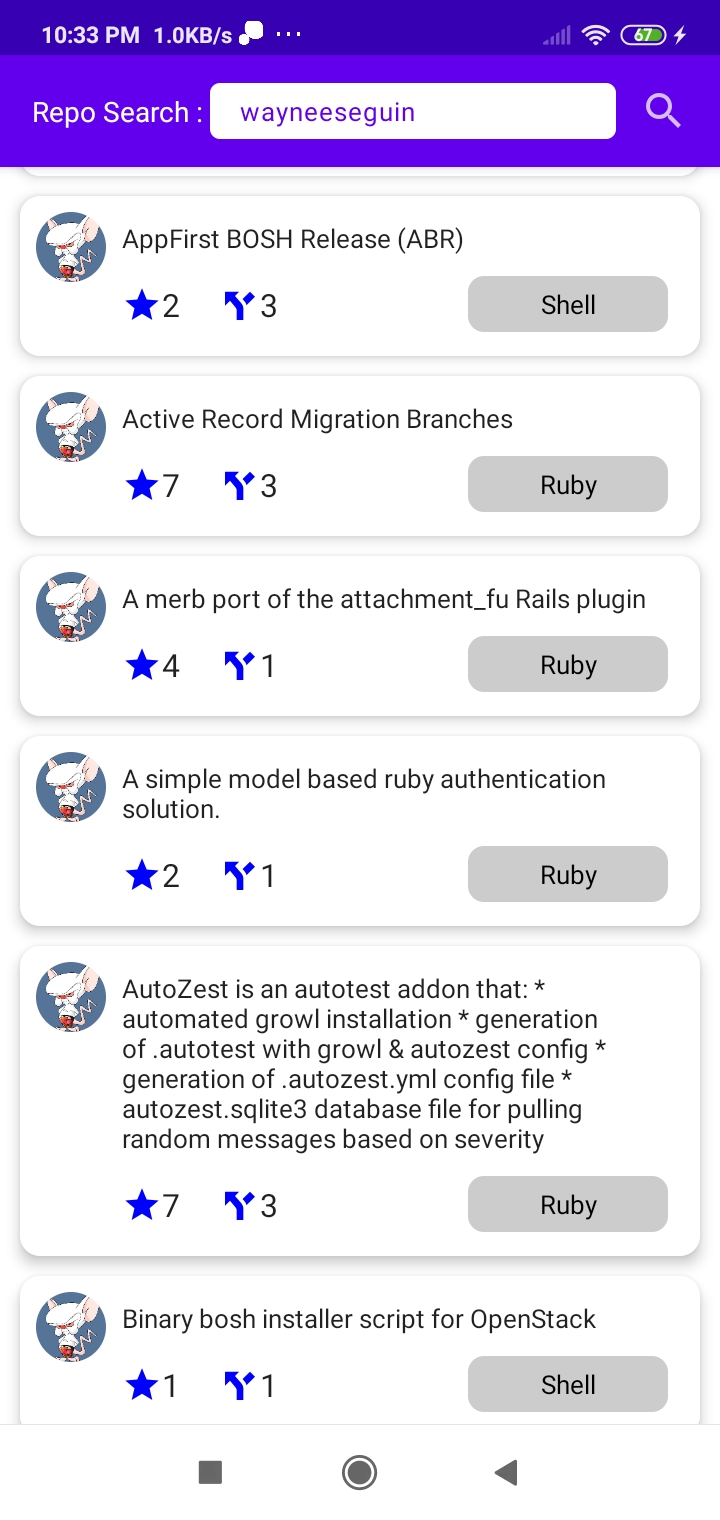 10:33 PM 1.0KB/s ... 67
Repo Search : wayneeseguin
AppFirst BOSH Release (ABR)
2 3 Shell
Active Record Migration Branches
7 3 Ruby
A merb port of the attachment_fu Rails plugin
4 1 Ruby
A simple model based ruby authentication
solution.
2 1 Ruby
AutoZest is an autotest addon that: *
automated growl installation * generation
of .autotest with growl & autozest config *
generation of .autozest.yml config file *
autozest.sqlite3 database file for pulling
random messages based on severity
7 3 Ruby
Binary bosh installer script for OpenStack
1 1 Shell